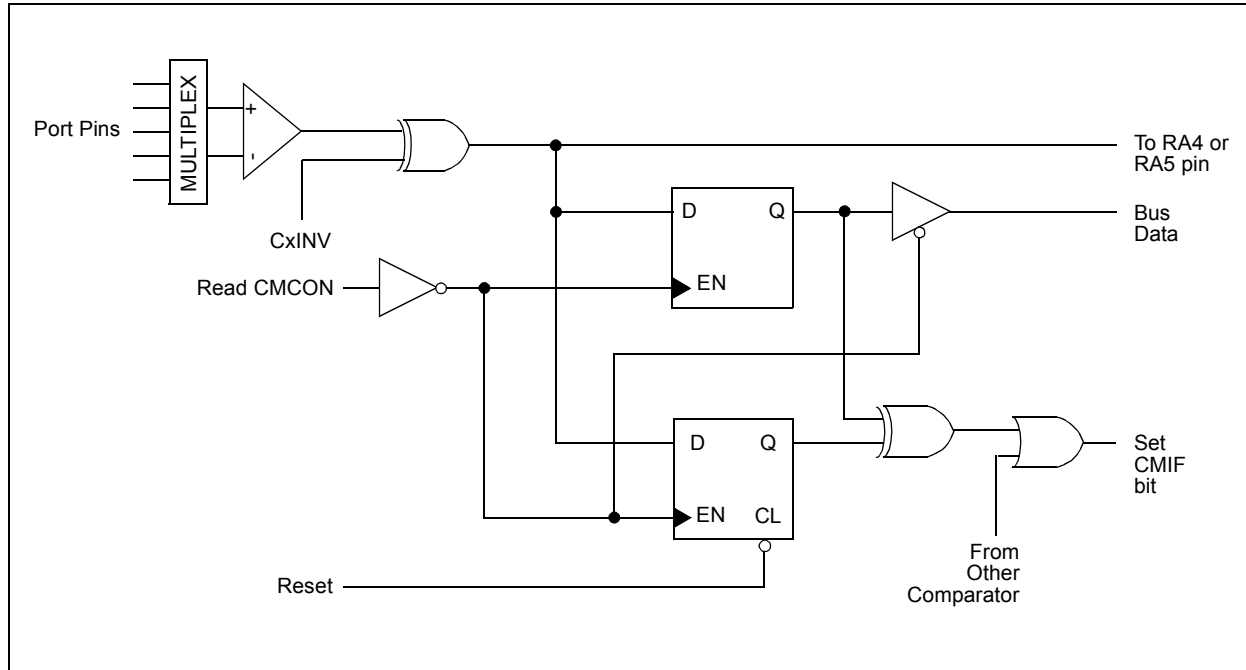 MULTIPLEX
+
-
Port Pins
CxINV
To RA4 or
RA5 pin
D
Q
EN
Bus
Data
Read CMCON
D
Q
EN
CL
Set
CMIF
bit
From
Other
Comparator
Reset